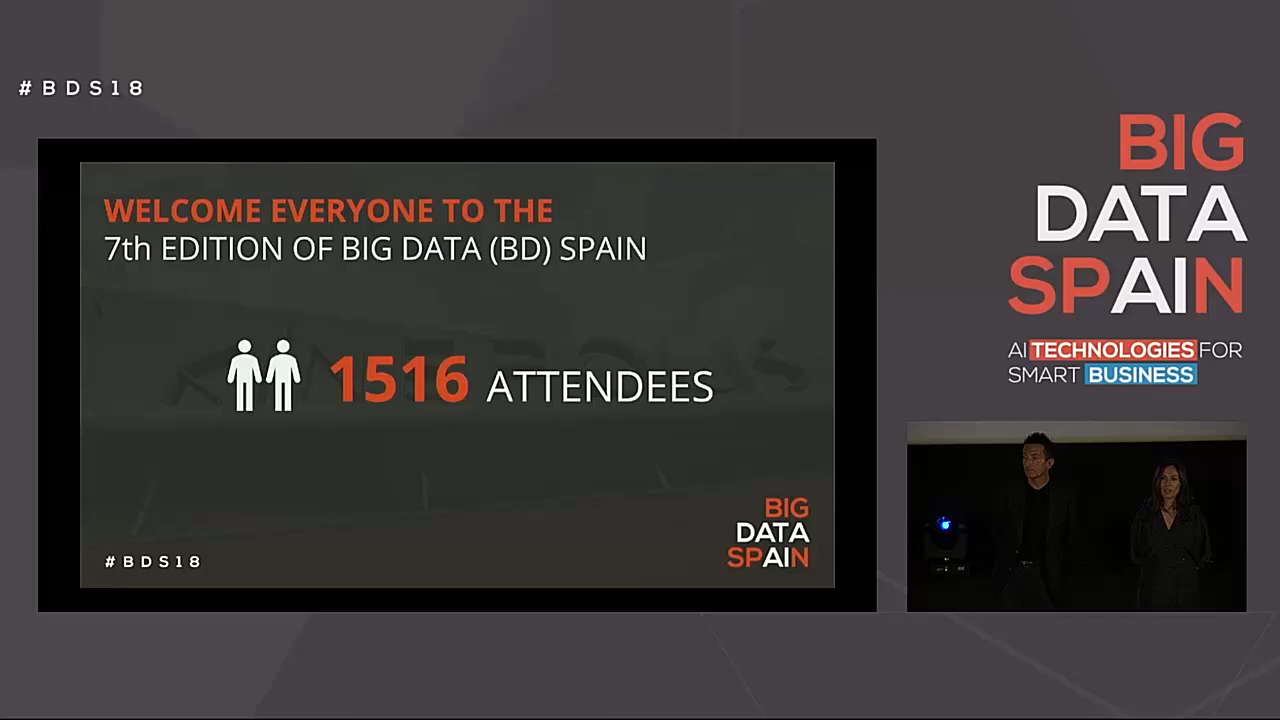 #BDS18
WELCOME EVERYONE TO THE
7th EDITION OF BIG DATA (BD) SPAIN
1516 ATTENDEES
#BDS18
BIG
DATA
SPAIN
BIG
DATA
SPAIN
AI TECHNOLOGIES FOR
SMART BUSINESS